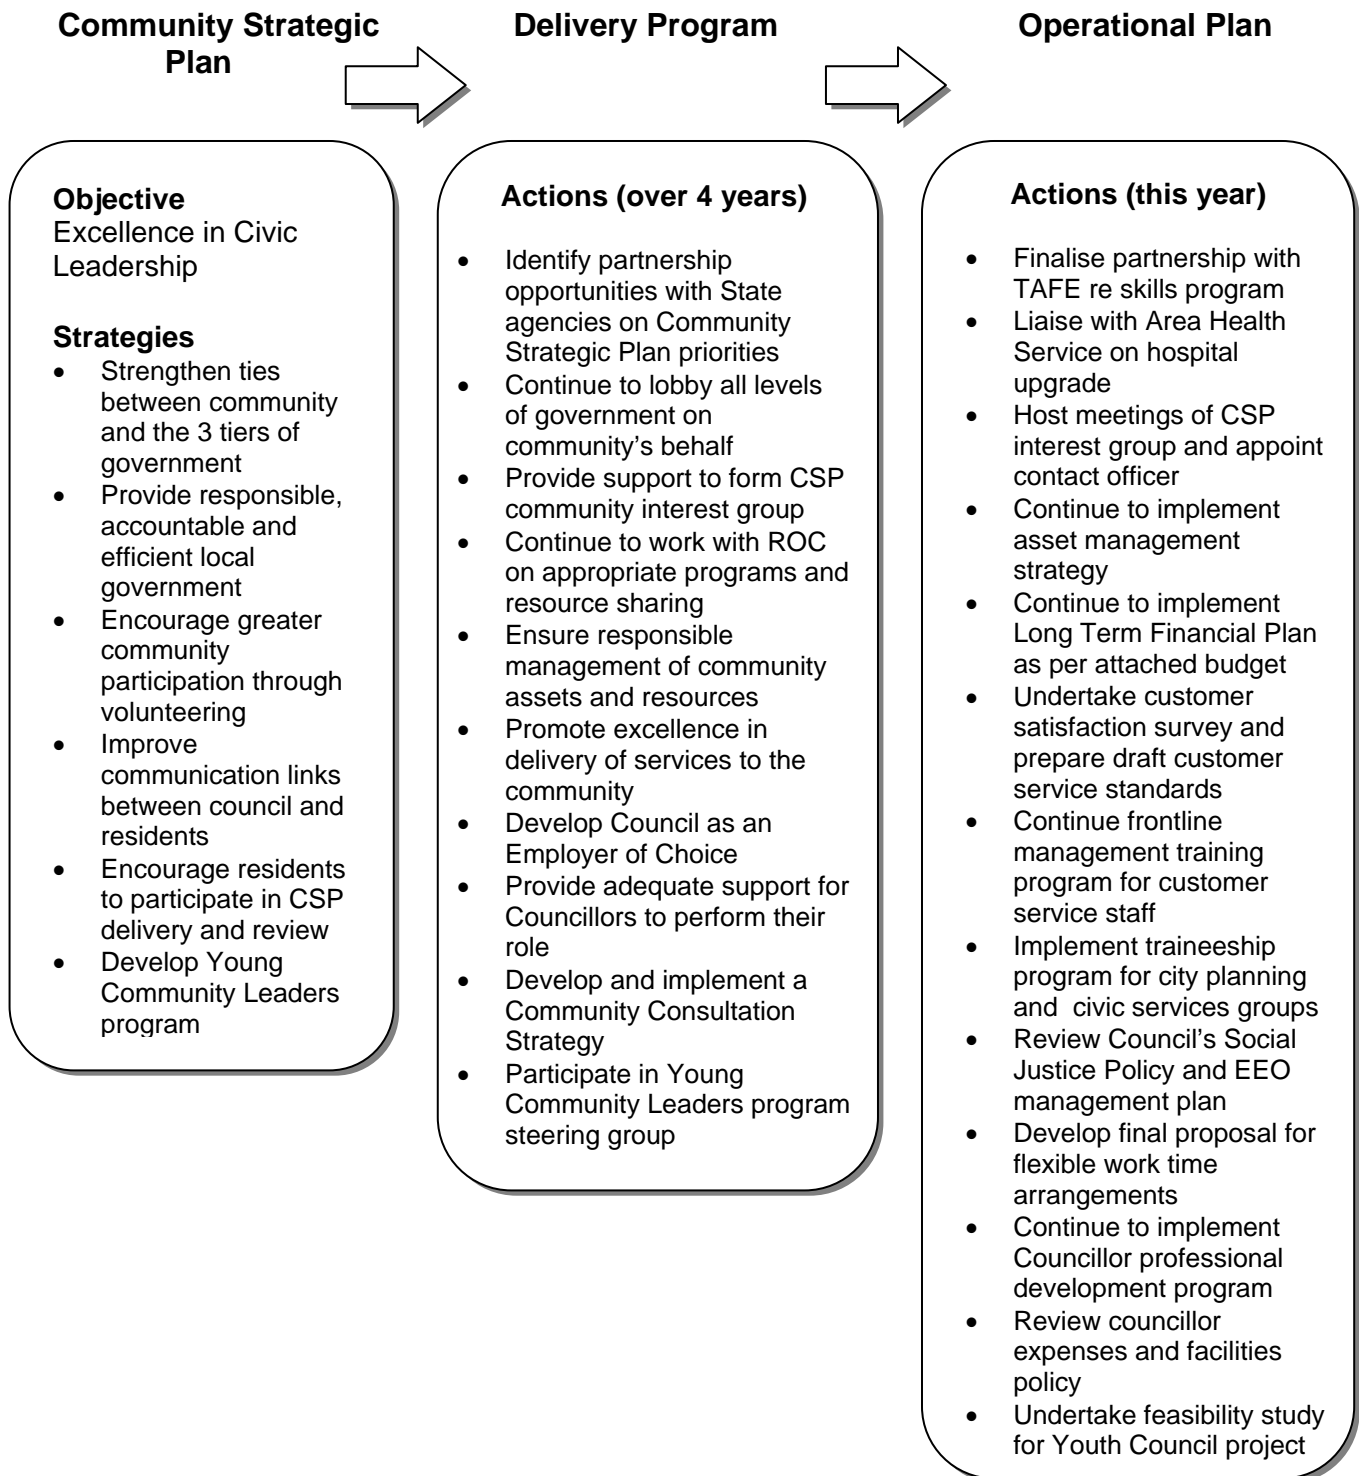 Community Strategic
Plan
Delivery Program
Operational Plan
Objective
Excellence in Civic
Leadership
Strategies
• Strengthen ties
between community
and the 3 tiers of
government
• Provide responsible,
accountable and
efficient local
government
• Encourage greater
community
participation through
volunteering
• Improve
communication links
between council and
residents
• Encourage residents
to participate in CSP
delivery and review
• Develop Young
Community Leaders
program
Actions (over 4 years)
• Identify partnership
opportunities with State
agencies on Community
Strategic Plan priorities
• Continue to lobby all levels
of government on
community’s behalf
• Provide support to form CSP
community interest group
• Continue to work with ROC
on appropriate programs and
resource sharing
• Ensure responsible
management of community
assets and resources
• Promote excellence in
delivery of services to the
community
• Develop Council as an
Employer of Choice
• Provide adequate support for
Councillors to perform their
role
• Develop and implement a
Community Consultation
Strategy
• Participate in Young
Community Leaders program
steering group
Actions (this year)
• Finalise partnership with
TAFE re skills program
• Liaise with Area Health
Service on hospital
upgrade
• Host meetings of CSP
interest group and appoint
contact officer
• Continue to implement
asset management
strategy
• Continue to implement
Long Term Financial Plan
as per attached budget
• Undertake customer
satisfaction survey and
prepare draft customer
service standards
• Continue frontline
management training
program for customer
service staff
• Implement traineeship
program for city planning
and  civic services groups
• Review Council’s Social
Justice Policy and EEO
management plan
• Develop final proposal for
flexible work time
arrangements
• Continue to implement
Councillor professional
development program
• Review councillor
expenses and facilities
policy
• Undertake feasibility study
for Youth Council project